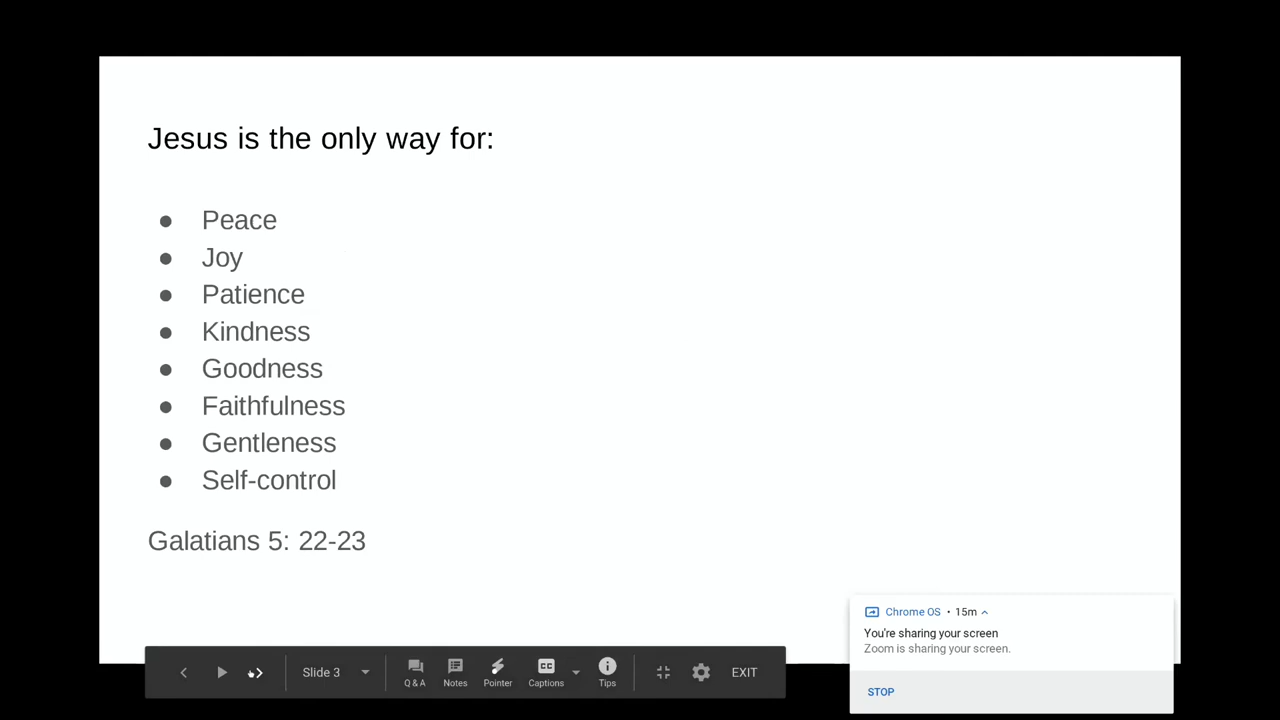 Jesus is the only way for:
● Peace
● Joy
● Patience
● Kindness
● Goodness
● Faithfulness
● Gentleness
● Self-control
Galatians 5: 22-23
Chrome OS • 15m
You're sharing your screen
Zoom is sharing your screen.
STOP
Slide 3
Q & A
Notes
Pointer
CC
Captions
Tips
EXIT